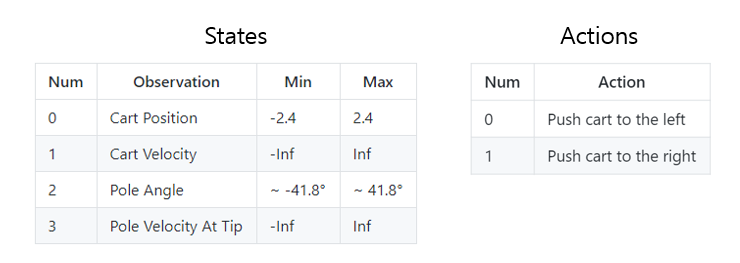 States
Num Observation Min Max
0 Cart Position -2.4 2.4
1 Cart Velocity -Inf Inf
2 Pole Angle ~ -41.8° ~ 41.8°
3 Pole Velocity At Tip -Inf Inf
Actions
Num Action
0 Push cart to the left
1 Push cart to the right